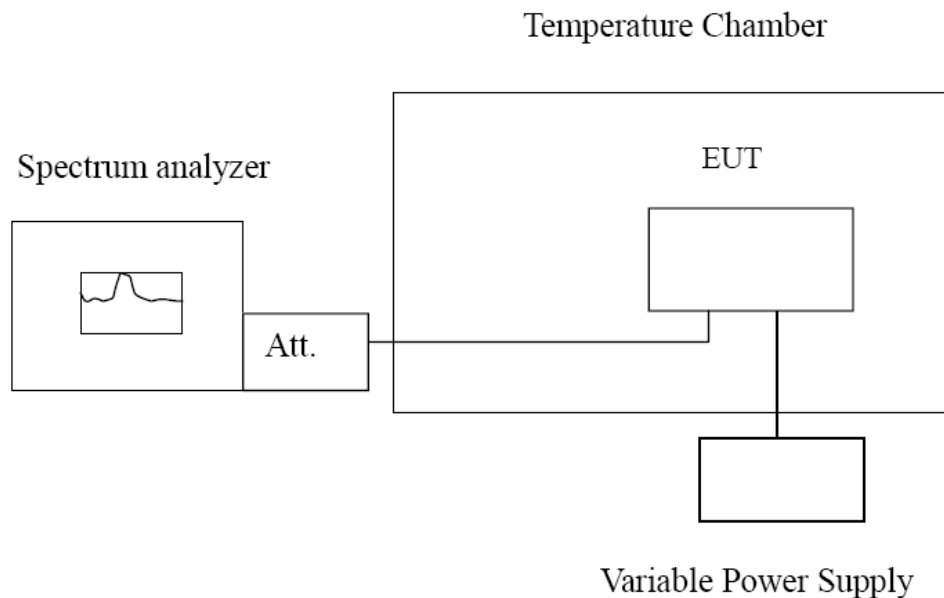 Temperature Chamber
Spectrum analyzer
EUT
Att.
Variable Power Supply